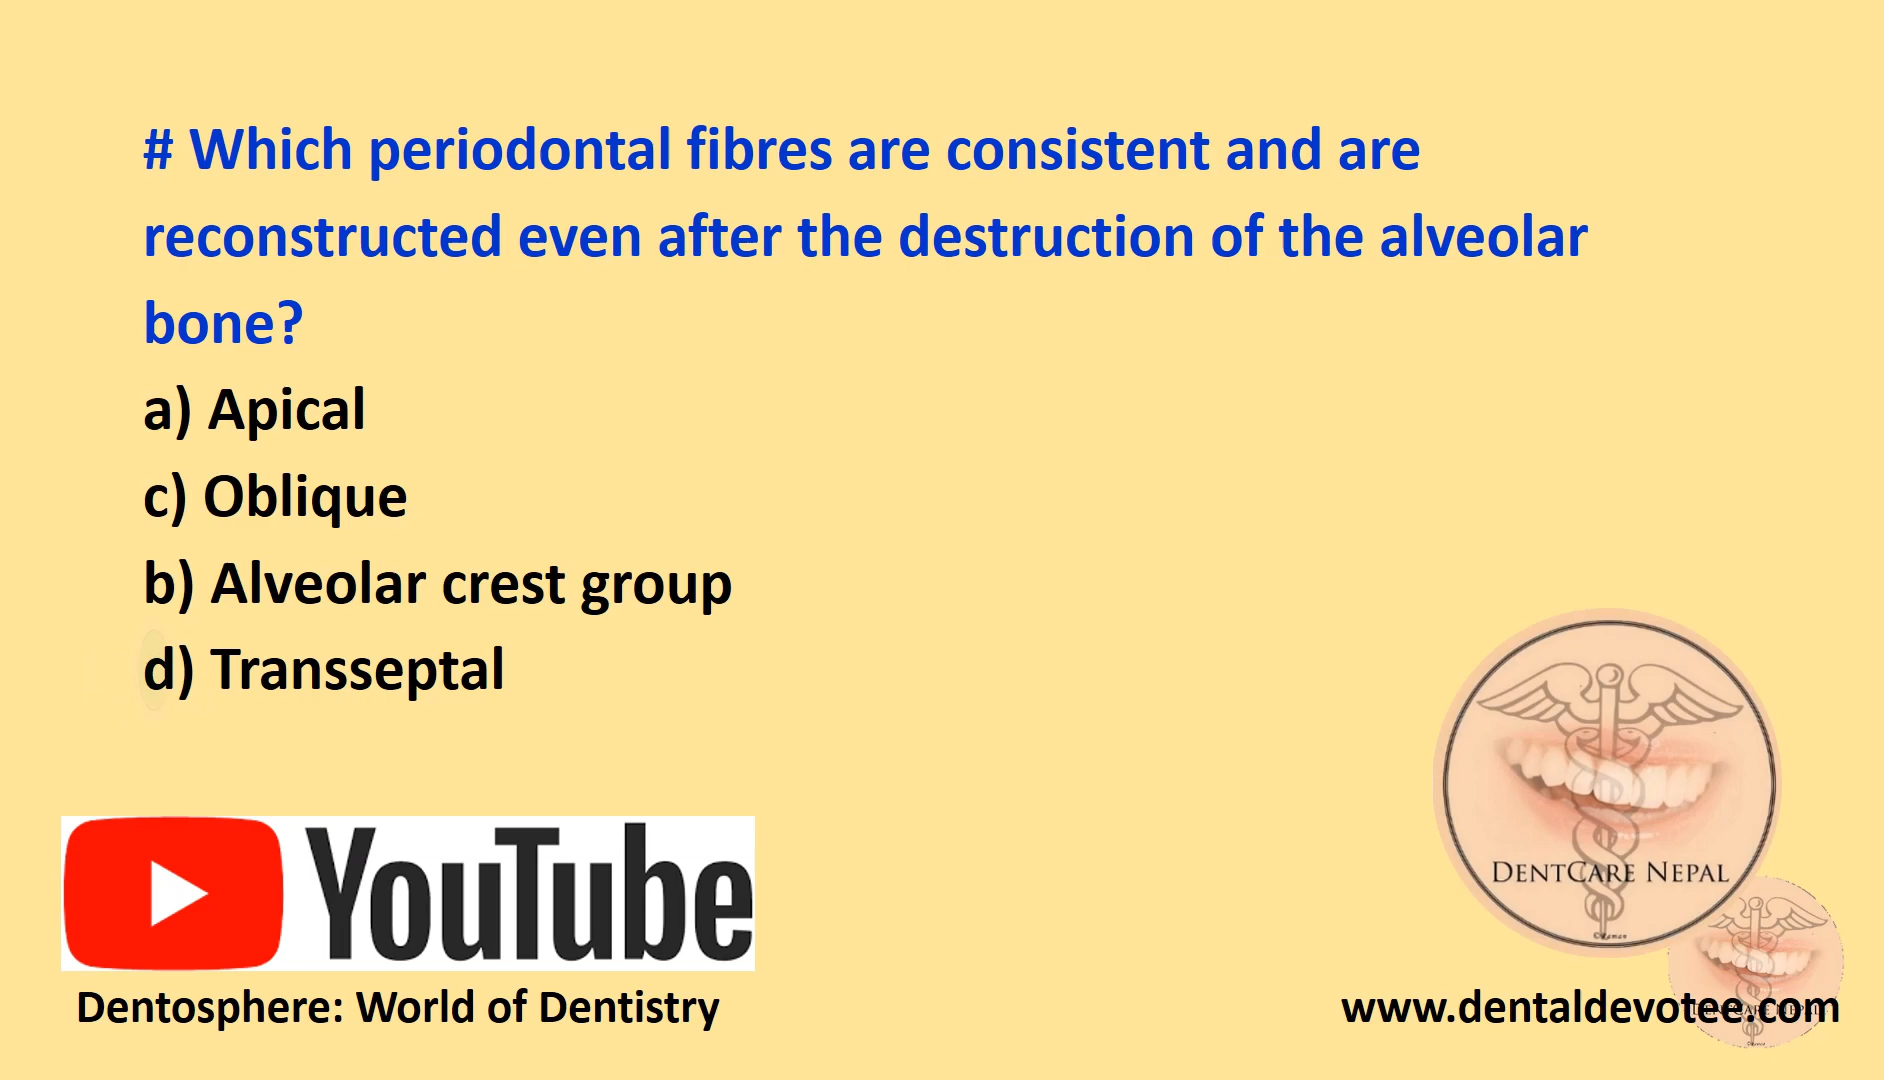 # Which periodontal fibres are consistent and are
reconstructed even after the destruction of the alveolar
bone?
a) Apical
c) Oblique
b) Alveolar crest group
d) Transseptal
DENTCARE NEPAL
YouTube
Dentosphere: World of Dentistry
www.dentaldevotee.com